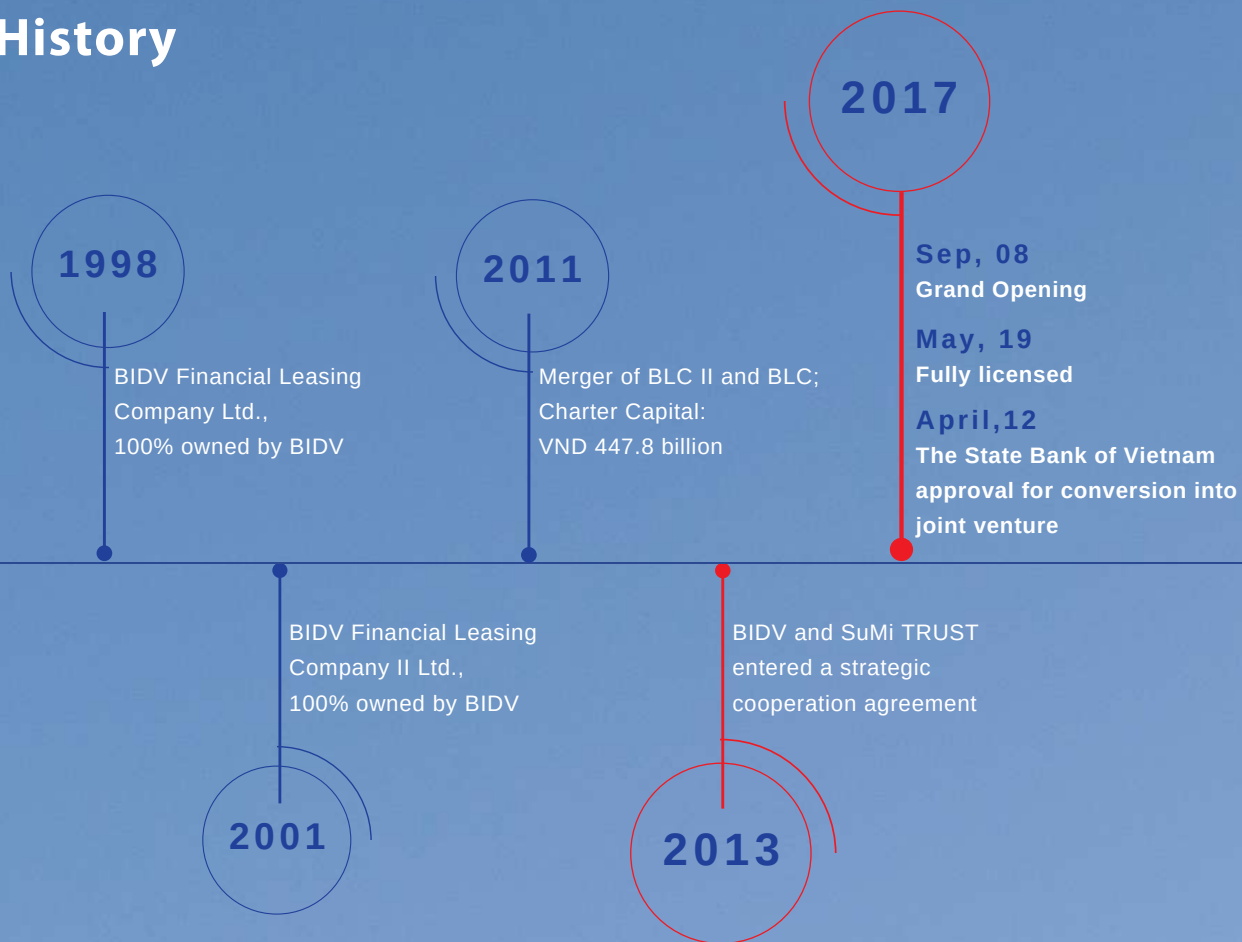 History
1998
BIDV Financial Leasing
Company Ltd.,
100% owned by BIDV
2001
BIDV Financial Leasing
Company II Ltd.,
100% owned by BIDV
2011
Merger of BLC II and BLC;
Charter Capital:
VND 447.8 billion
2013
BIDV and SuMi TRUST
entered a strategic
cooperation agreement
2017
Sep, 08
Grand Opening
May, 19
Fully licensed
April,12
The State Bank of Vietnam
approval for conversion into
joint venture